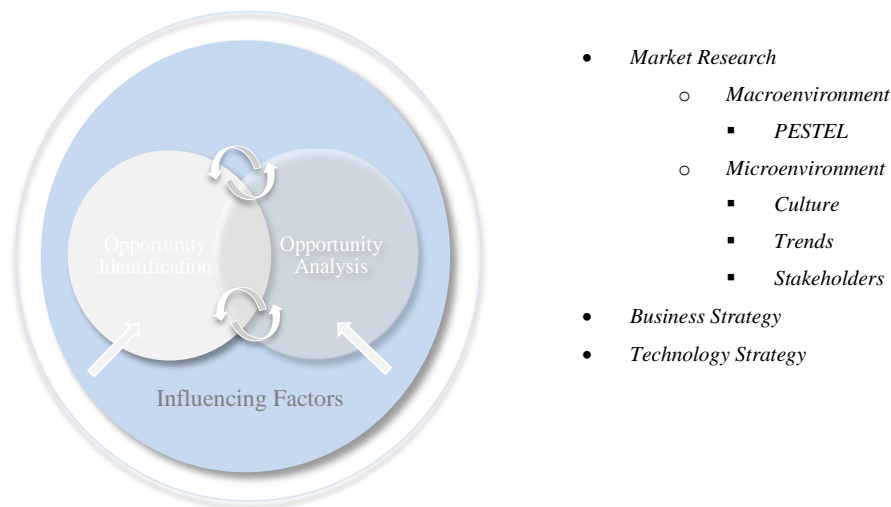 Opportunity
Identification
Opportunity
Analysis
Influencing Factors
• Market Research
o Macroenvironment
▪ PESTEL
o Microenvironment
▪ Culture
▪ Trends
▪ Stakeholders
• Business Strategy
• Technology Strategy